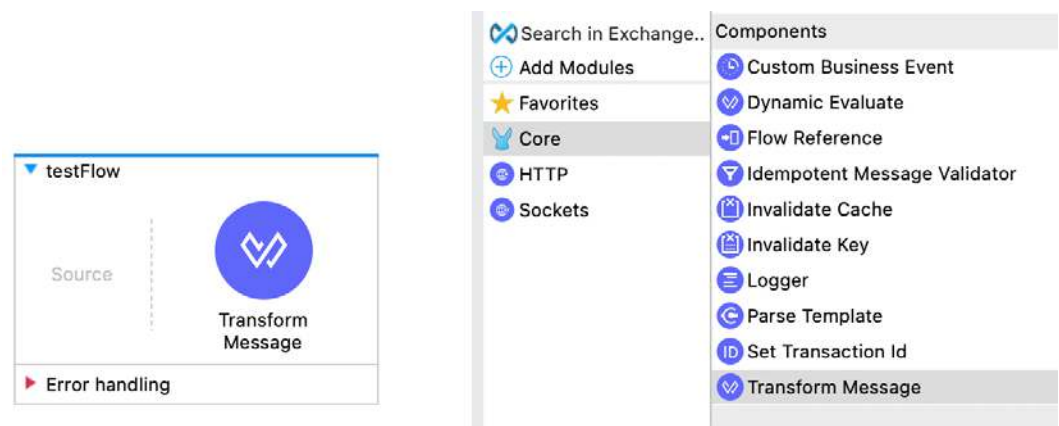 testFlow
Source
Transform
Message
Error handling
Search in Exchange..
Add Modules
Favorites
Core
HTTP
Sockets
Components
Custom Business Event
Dynamic Evaluate
Flow Reference
Idempotent Message Validator
Invalidate Cache
Invalidate Key
Logger
Parse Template
ID Set Transaction Id
Transform Message